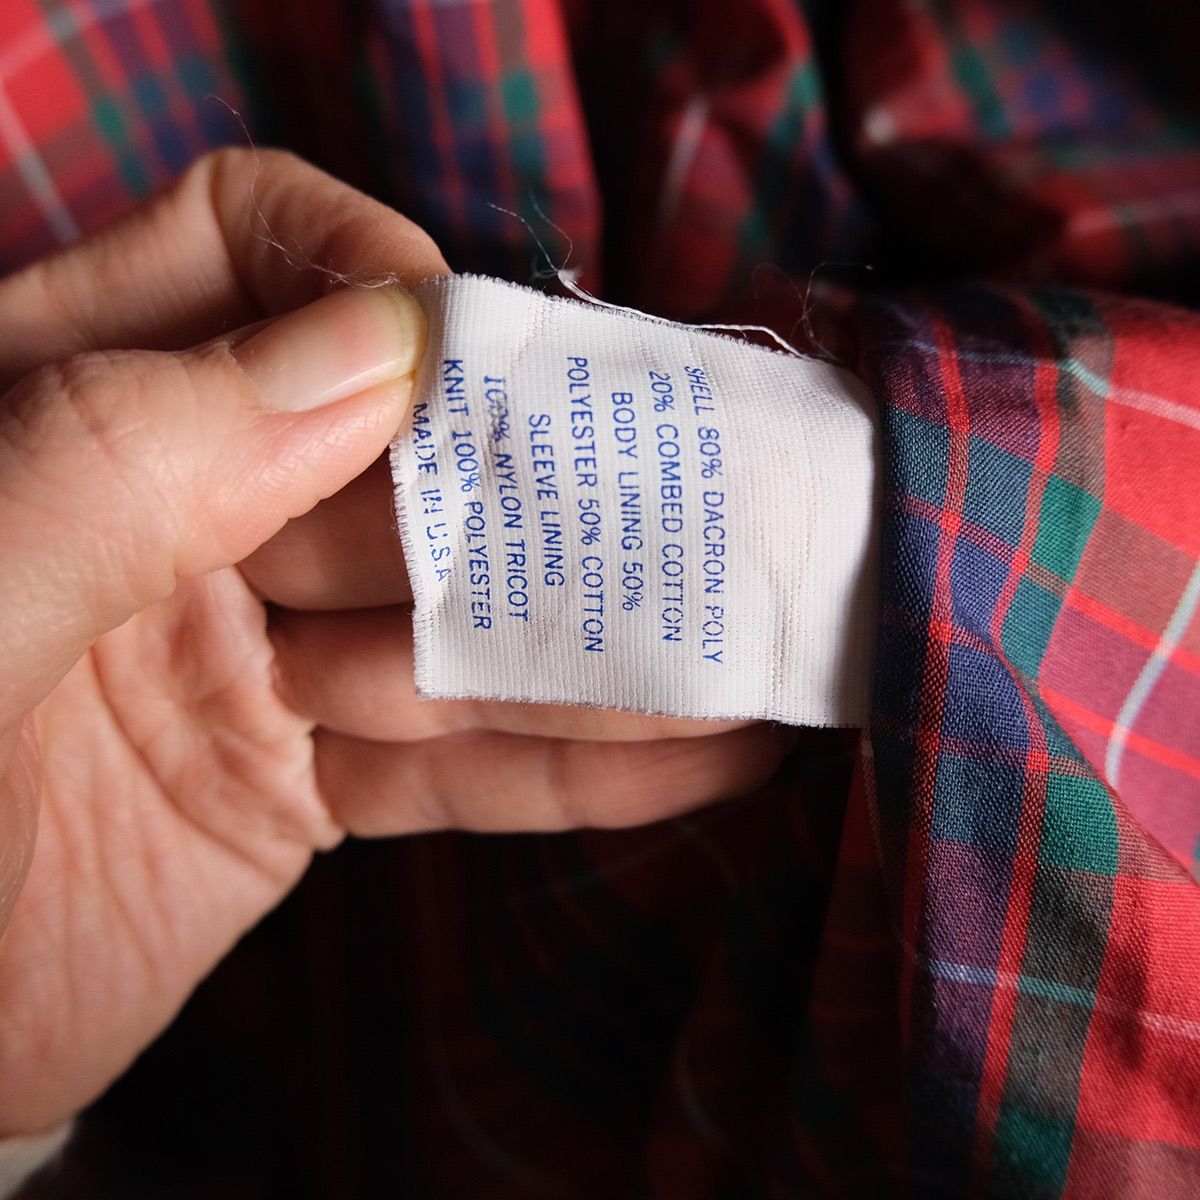 SHELL 80% DACRON POLY
20% COMBED COTTON
BODY LINING 50%
POLYESTER 50% COTTON
SLEEVE LINING
100% NYLON TRICOT
KNIT 100% POLYESTER
MADE IN U.S.A